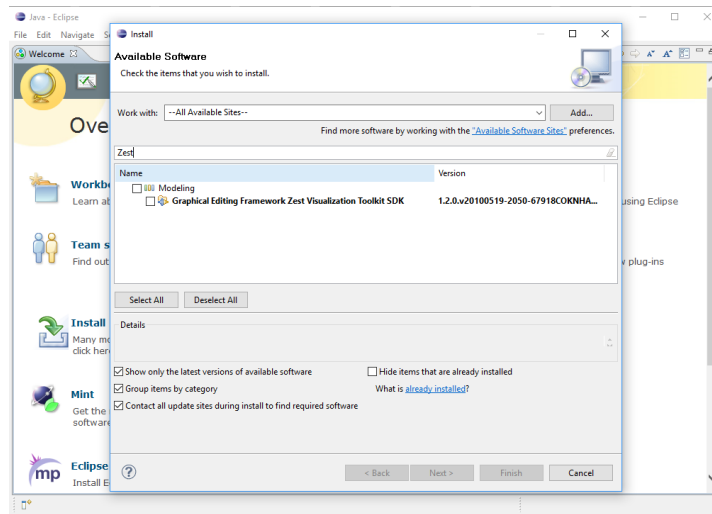 Java - Eclipse
File Edit Navigate S
Welcome
Ove
Workb
Learn ab
using Eclipse
Team s
Find out
w plug-ins
Install
Many mo
click here
Mint
Get the
software
Eclipse
Install E
Install
Available Software
Check the items that you wish to install.
Work with: --All Available Sites--
Add...
Find more software by working with the "Available Software Sites" preferences.
Zest
Name Version
Modeling
Graphical Editing Framework Zest Visualization Toolkit SDK 1.2.0.v20100519-2050-67918COKNHA...
Select All Deselect All
Details
Show only the latest versions of available software Hide items that are already installed
Group items by category What is already installed?
Contact all update sites during install to find required software
< Back Next > Finish Cancel